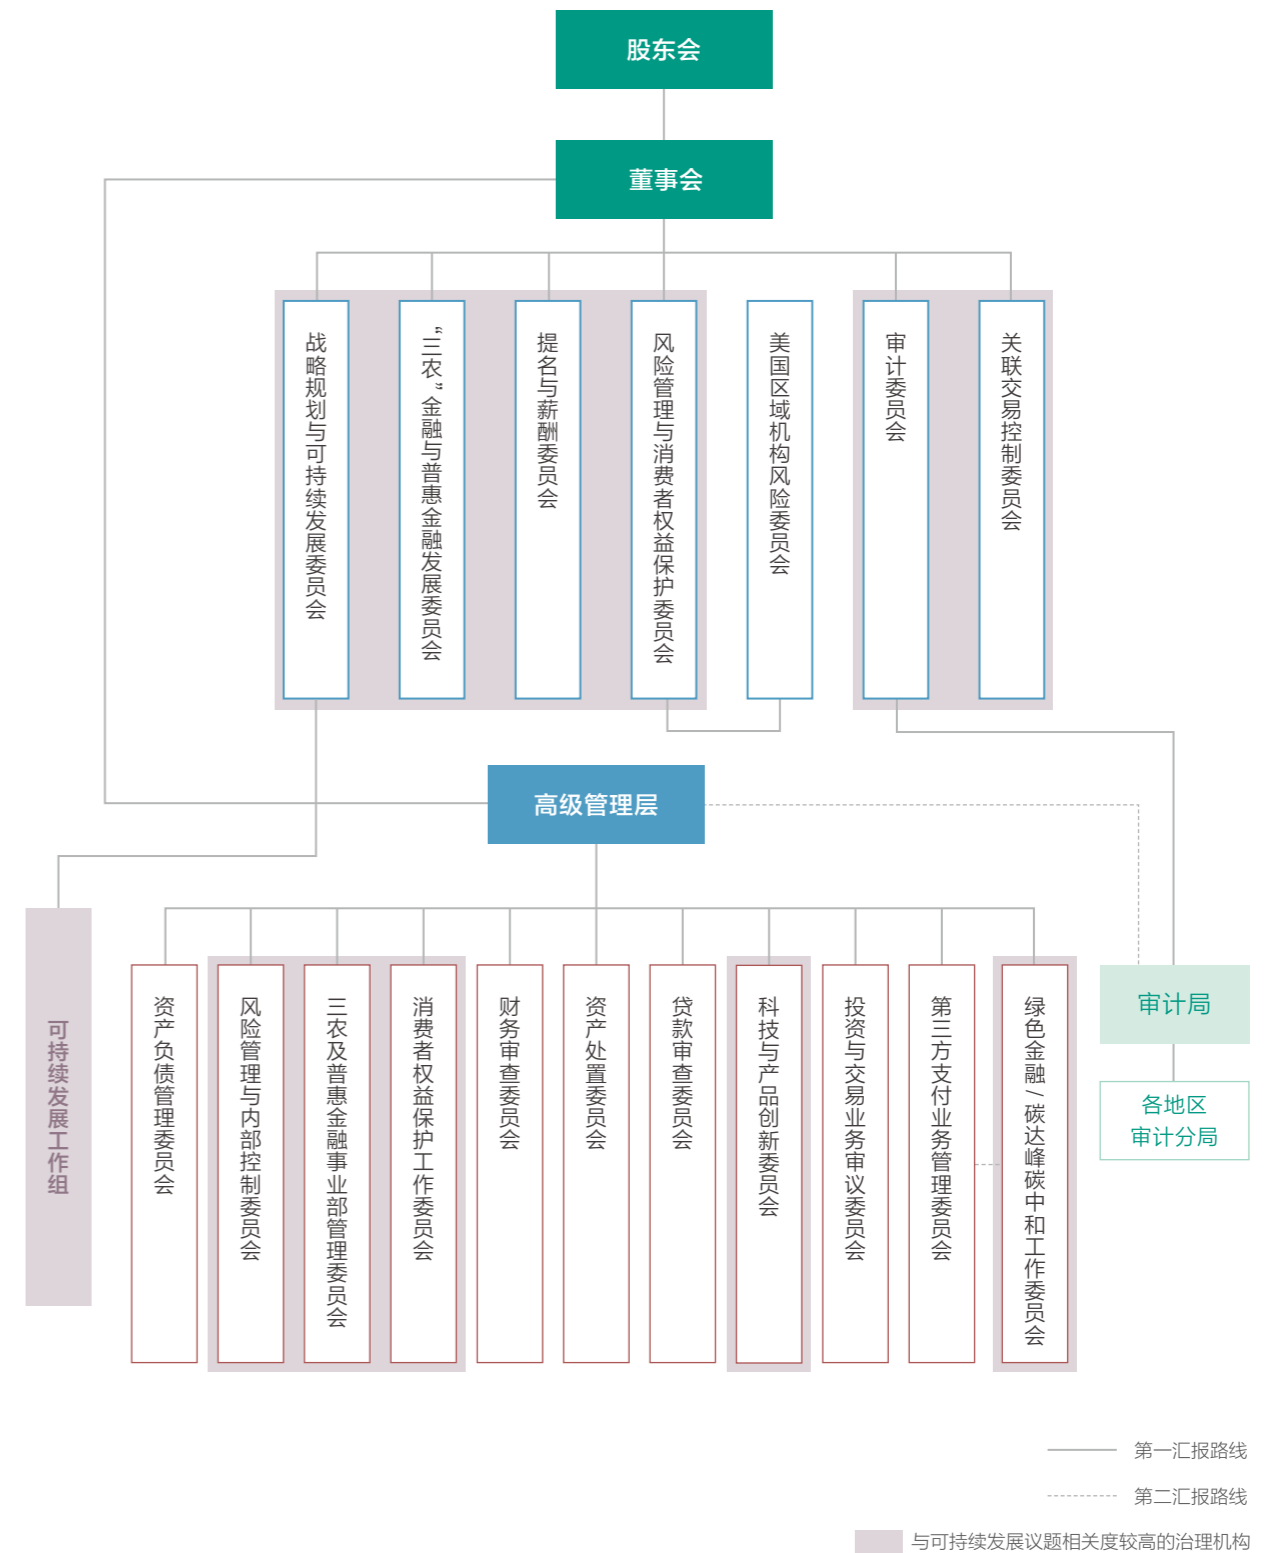 股东会
董事会
战略规划与可持续发展委员会
“三农”金融与普惠金融发展委员会
提名与薪酬委员会
风险管理与消费者权益保护委员会
美国区域机构风险委员会
审计委员会
关联交易控制委员会
高级管理层
可持续发展工作组
资产负债管理委员会
风险管理与内部控制委员会
三农及普惠金融事业部管理委员会
消费者权益保护工作委员会
财务审查委员会
资产处置委员会
贷款审查委员会
科技与产品创新委员会
投资与交易业务审议委员会
第三方支付业务管理委员会
绿色金融/碳达峰碳中和工作委员会
审计局
各地区
审计分局
第一汇报路线
第二汇报路线
与可持续发展议题相关度较高的治理机构